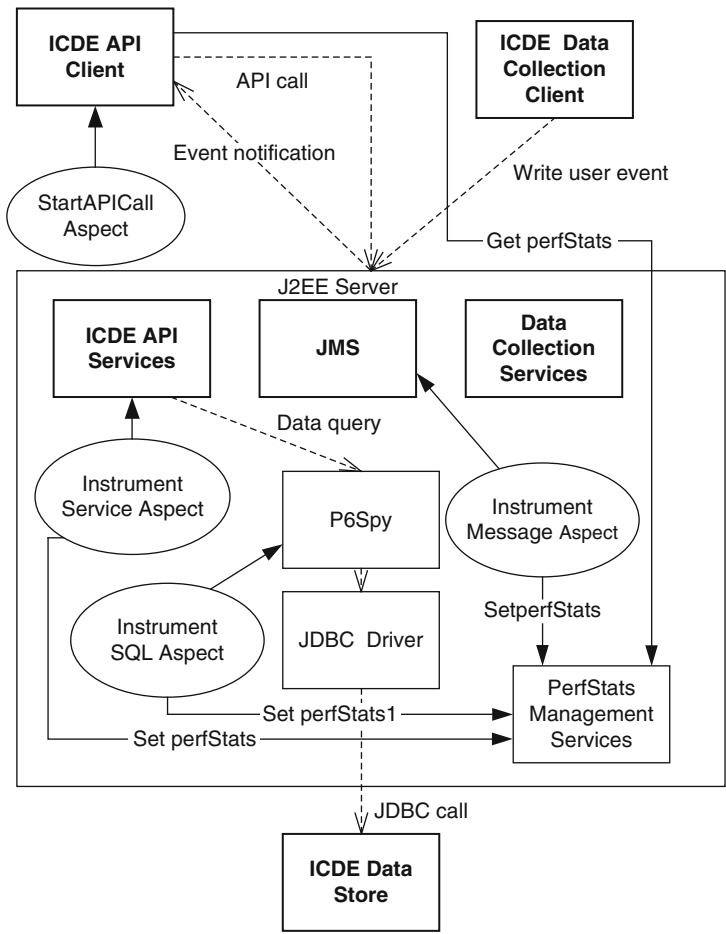 ICDE API
Client
ICDE Data
Collection
Client
API call
Event notification
Write user event
StartAPICall
Aspect
Get perfStats
J2EE Server
ICDE API
Services
JMS
Data
Collection
Services
Data query
Instrument
Service Aspect
P6Spy
Instrument
Message Aspect
Instrument
SQL Aspect
JDBC Driver
SetperfStats
PerfStats
Management
Services
Set perfStats1
Set perfStats
JDBC call
ICDE Data
Store